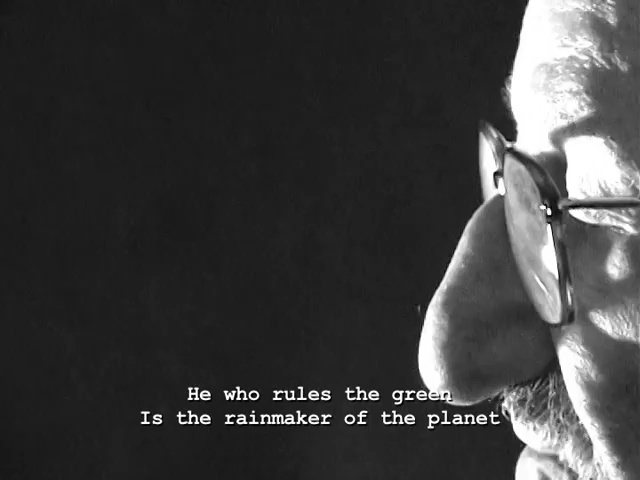 He who rules the green
Is the rainmaker of the planet